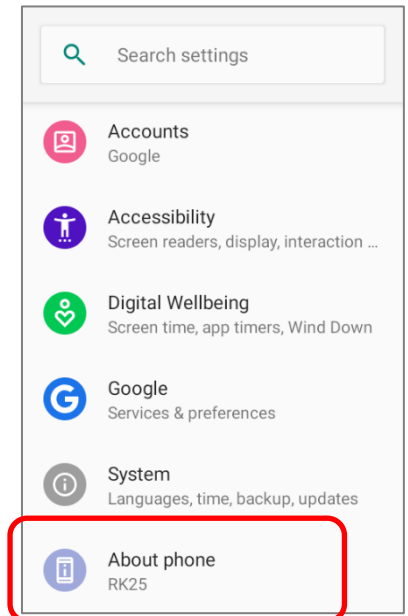 Search settings
Accounts
Google
Accessibility
Screen readers, display, interaction ...
Digital Wellbeing
Screen time, app timers, Wind Down
Google
Services & preferences
System
Languages, time, backup, updates
About phone
RK25